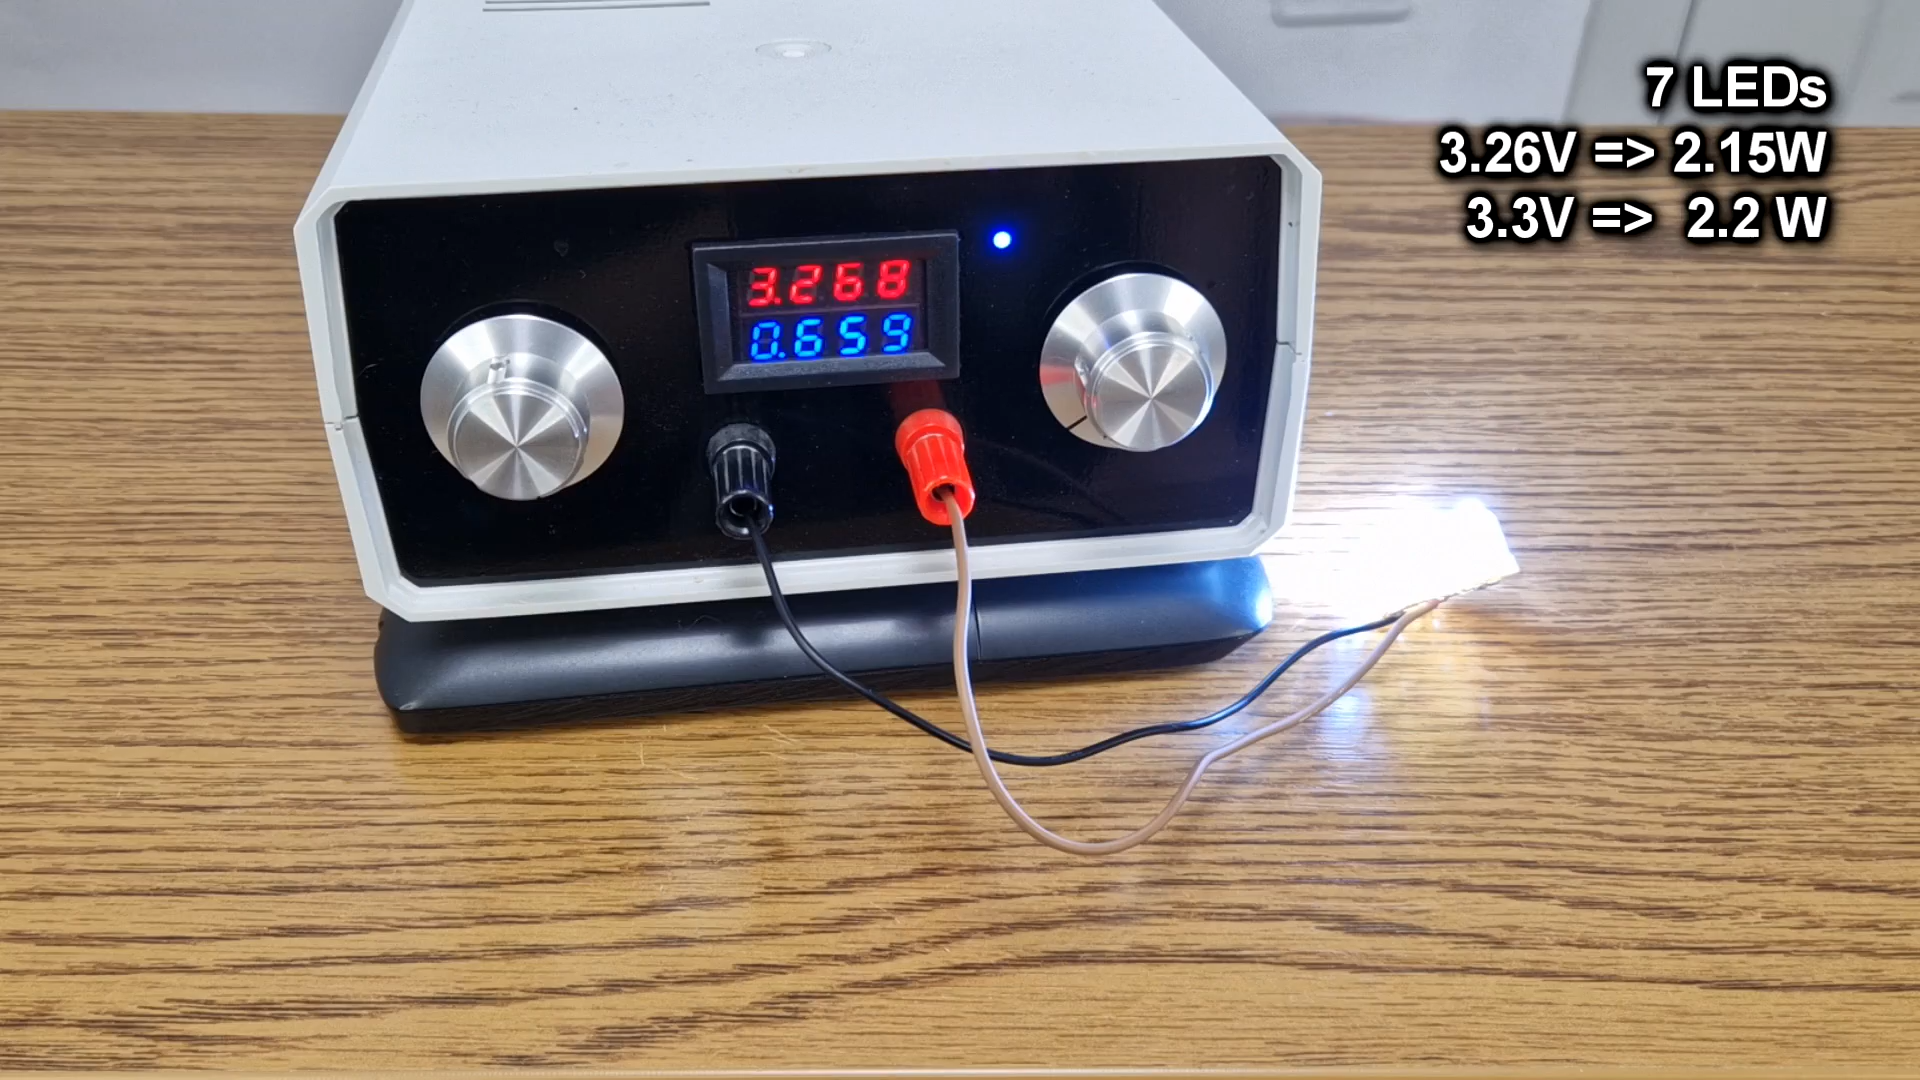 7 LEDs
3.26V => 2.15W
3.3V => 2.2 W
3.268
0.659